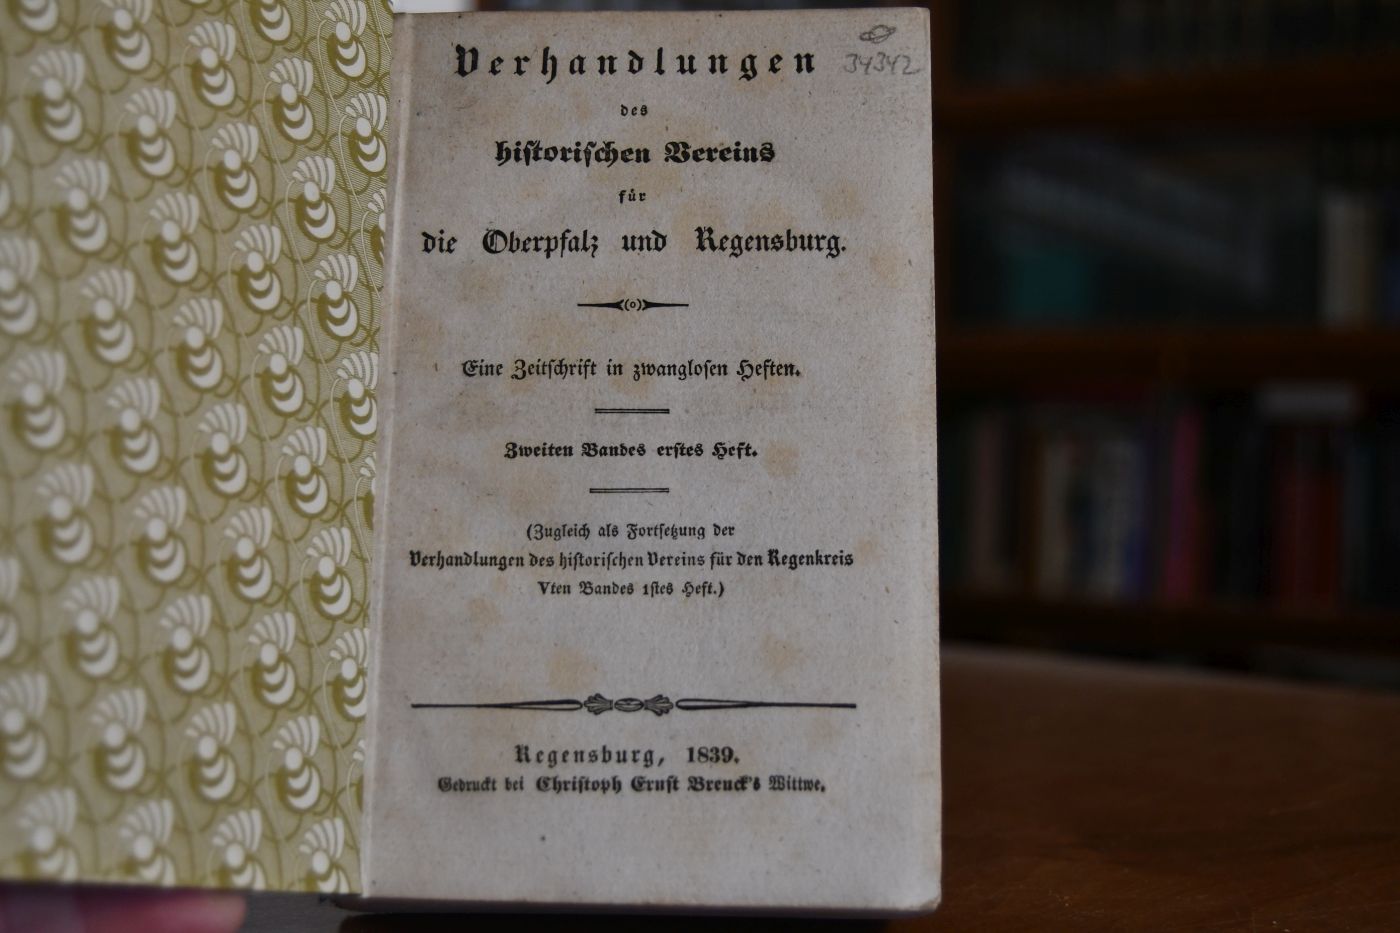 34342
Verhandlungen
des
historischen Vereins
für
die Oberpfalz und Regensburg.
Eine Zeitschrift in zwanglosen Heften.
Zweiten Bandes erstes Heft.
(Zugleich als Fortsetzung der
Verhandlungen des historischen Vereins für den Regenkreis
Vten Bandes 1stes Heft.)
Regensburg, 1839.
Gedruckt bei Christoph Ernst Brenck's Wittwe.